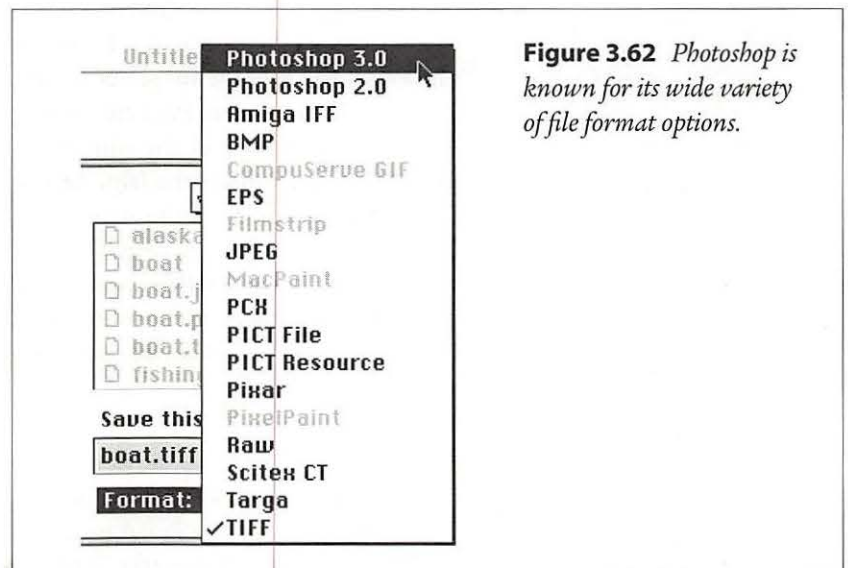 Untitle
Photoshop 3.0
Photoshop 2.0
Amiga IFF
BMP
CompuServe GIF
EPS
Filmstrip
JPEG
MacPaint
PCX
PICT File
PICT Resource
Pixar
PixelPaint
Raw
Scitex CT
Targa
✓TIFF
alaska
boat
boat.j
boat.p
boat.t
fishing
Save this
boat.tiff
Format:
Figure 3.62 Photoshop is
known for its wide variety
of file format options.